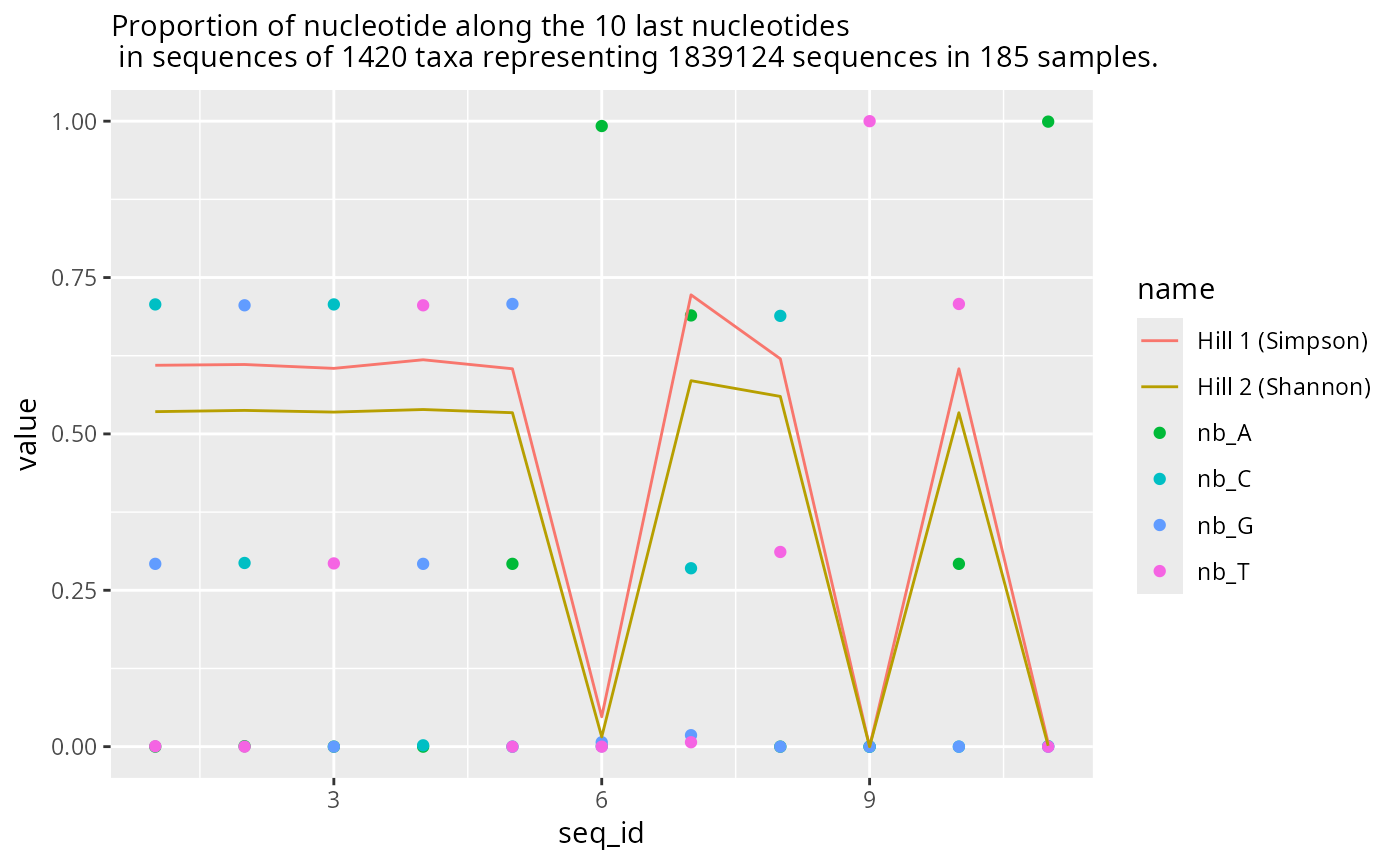 Proportion of nucleotide along the 10 last nucleotides
in sequences of 1420 taxa representing 1839124 sequences in 185 samples.
1.00
0.75
0.50
0.25
0.00
value
3
6
9
seq_id
name
Hill 1 (Simpson)
Hill 2 (Shannon)
nb_A
nb_C
nb_G
nb_T